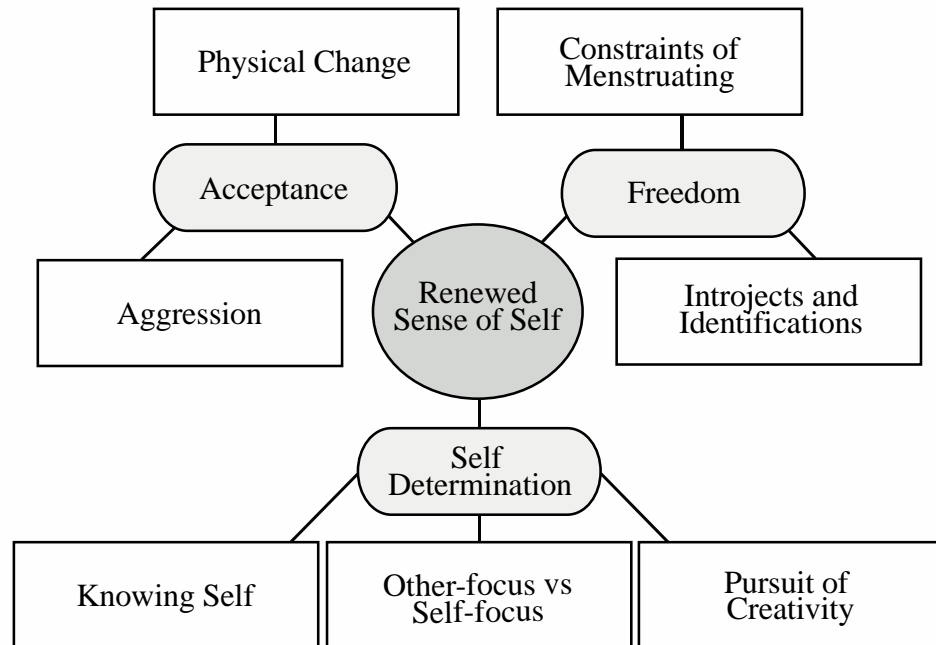 Physical Change
Constraints of
Menstruating
Acceptance
Freedom
Aggression
Renewed
Sense of Self
Introjects and
Identifications
Self
Determination
Knowing Self
Other-focus vs
Self-focus
Pursuit of
Creativity